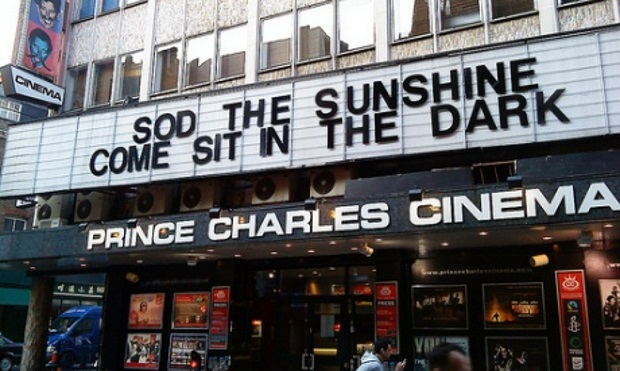 CINEMA
SOD THE SUNSHINE
COME SIT IN THE DARK
PRINCE CHARLES CINEMA